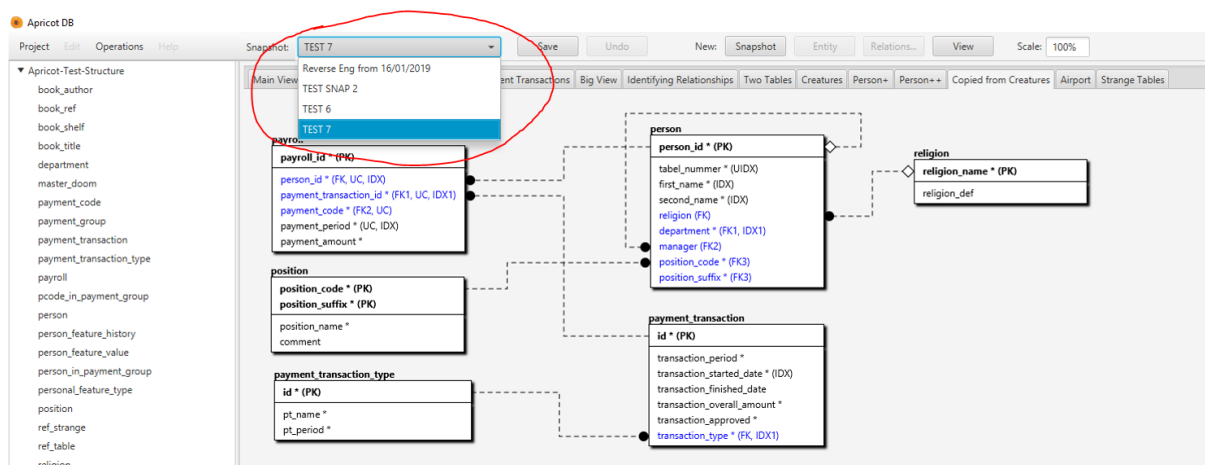 Apricot DB
Project Edit Operations Help
Snapshot: TEST 7 Save Undo New: Snapshot Entity Relations... View Scale: 100%
Reverse Eng from 16/01/2019
TEST SNAP 2
TEST 6
TEST 7
Main View Transactions Big View Identifying Relationships Two Tables Creatures Person+ Person++ Copied from Creatures Airport Strange Tables
Apricot-Test-Structure
book_author
book_ref
book_shelf
book_title
department
master_doom
payment_code
payment_group
payment_transaction
payment_transaction_type
payroll
pcode_in_payment_group
person
person_feature_history
person_feature_value
person_in_payment_group
personal_feature_type
position
ref_strange
ref_table
religion
payroll
payroll_id * (PK)
person_id * (FK, UC, IDX)
payment_transaction_id * (FK1, UC, IDX1)
payment_code * (FK2, UC)
payment_period * (UC, IDX)
payment_amount *
position
position_code * (PK)
position_suffix * (PK)
position_name *
comment
payment_transaction_type
id * (PK)
pt_name *
pt_period *
person
person_id * (PK)
tabel_nummer * (UIDX)
first_name * (IDX)
second_name * (IDX)
religion (FK)
department * (FK1, IDX1)
manager (FK2)
position_code * (FK3)
position_suffix * (FK3)
payment_transaction
id * (PK)
transaction_period *
transaction_started_date * (IDX)
transaction_finished_date
transaction_overall_amount *
transaction_approved *
transaction_type * (FK, IDX1)
religion
religion_name * (PK)
religion_def